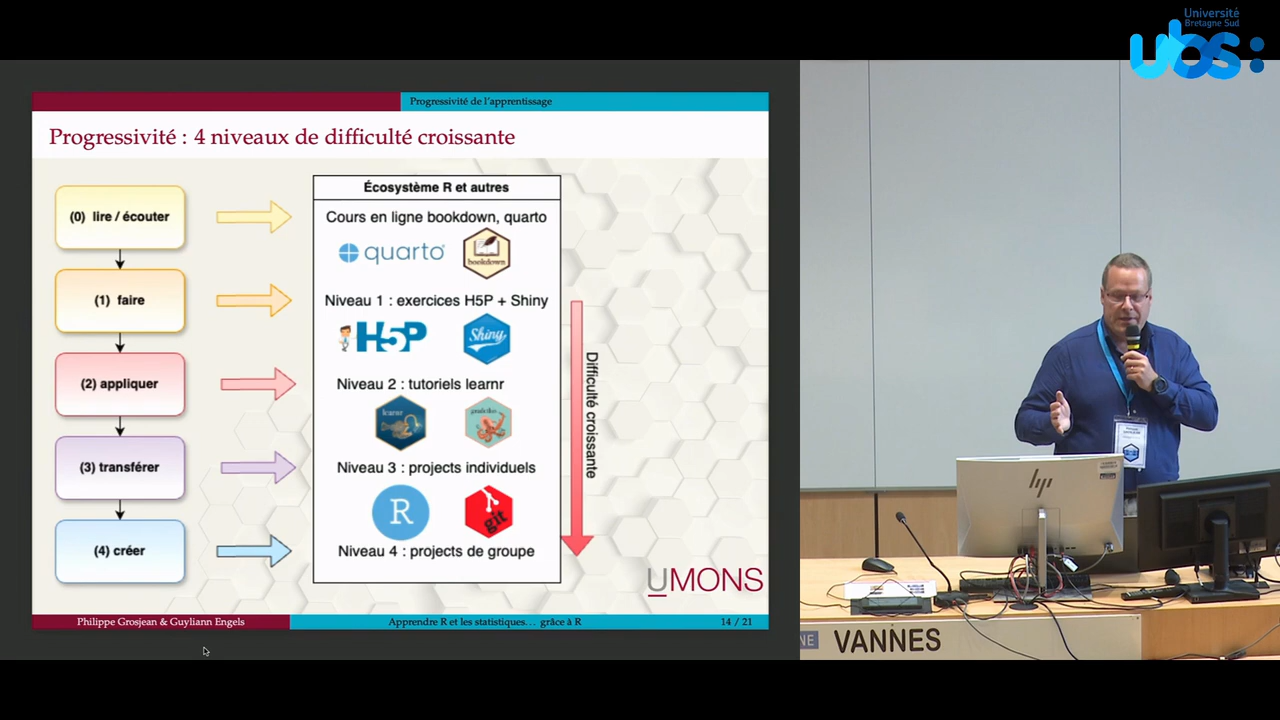 Université
Bretagne Sud
ubs:
Progressivité de l'apprentissage
Progressivité : 4 niveaux de difficulté croissante
(0) lire / écouter
(1) faire
(2) appliquer
(3) transférer
(4) créer
Écosystème R et autres
Cours en ligne bookdown, quarto
quarto
bookdown
Niveau 1 : exercices H5P + Shiny
H5P
Shiny
Niveau 2 : tutoriels learnr
learnr
Niveau 3 : projects individuels
R
git
Niveau 4 : projects de groupe
Difficulté croissante
UMONS
Philippe Grosjean & Guyliann Engels
Apprendre R et les statistiques... grâce à R
14 / 21
hp
NE
VANNES